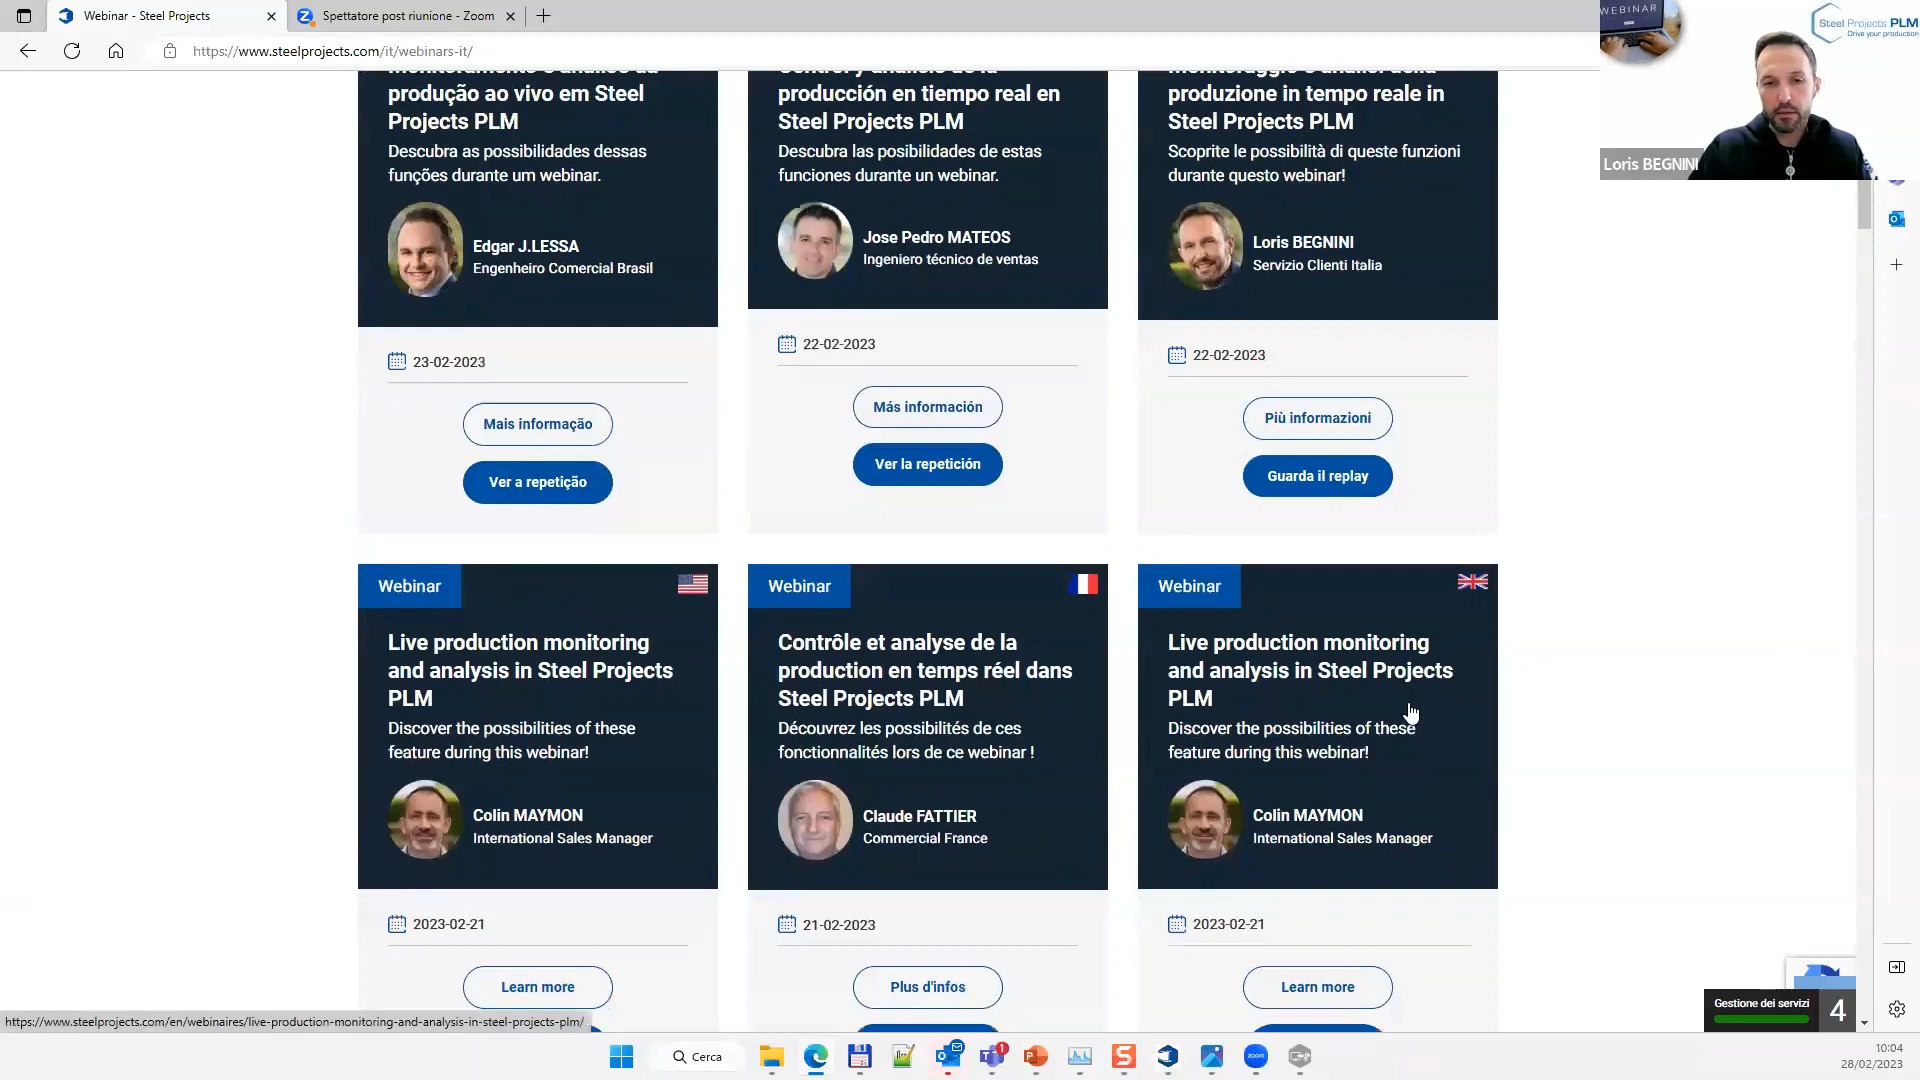 Webinar - Steel Projects
Spettatore post riunione - Zoom
https://www.steelprojects.com/it/webinars-it/
WEBINAR
Steel Projects PLM
Drive your production
Loris BEGNINI
produção ao vivo em Steel
Projects PLM
Descubra as possibilidades dessas
funções durante um webinar.
Edgar J.LESSA
Engenheiro Comercial Brasil
23-02-2023
Mais informação
Ver a repetição
producción en tiempo real en
Steel Projects PLM
Descubra las posibilidades de estas
funciones durante un webinar.
Jose Pedro MATEOS
Ingeniero técnico de ventas
22-02-2023
Más información
Ver la repetición
produzione in tempo reale in
Steel Projects PLM
Scoprite le possibilità di queste funzioni
durante questo webinar!
Loris BEGNINI
Servizio Clienti Italia
22-02-2023
Più informazioni
Guarda il replay
Webinar
Live production monitoring
and analysis in Steel Projects
PLM
Discover the possibilities of these
feature during this webinar!
Colin MAYMON
International Sales Manager
2023-02-21
Learn more
Webinar
Contrôle et analyse de la
production en temps réel dans
Steel Projects PLM
Découvrez les possibilités de ces
fonctionnalités lors de ce webinar !
Claude FATTIER
Commercial France
21-02-2023
Plus d'infos
Webinar
Live production monitoring
and analysis in Steel Projects
PLM
Discover the possibilities of these
feature during this webinar!
Colin MAYMON
International Sales Manager
2023-02-21
Learn more
Gestione dei servizi
4
https://www.steelprojects.com/en/webinaires/live-production-monitoring-and-analysis-in-steel-projects-plm/
Cerca
1
zoom
10:04
28/02/2023